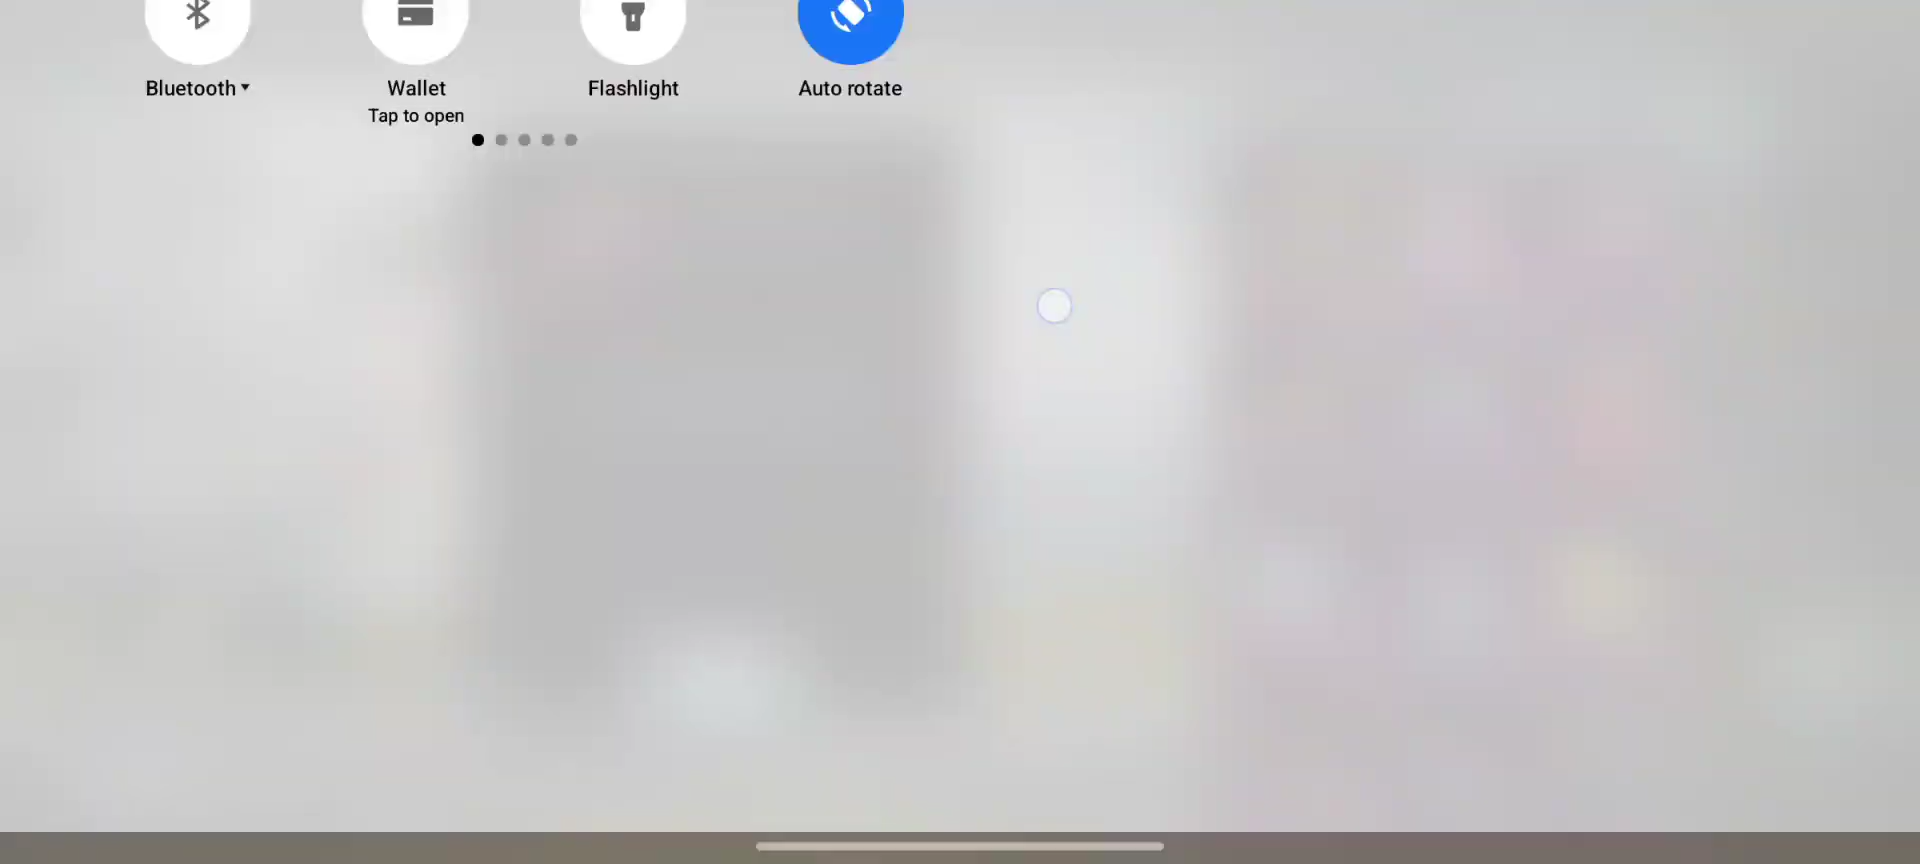 Bluetooth
Wallet
Tap to open
Flashlight
Auto rotate